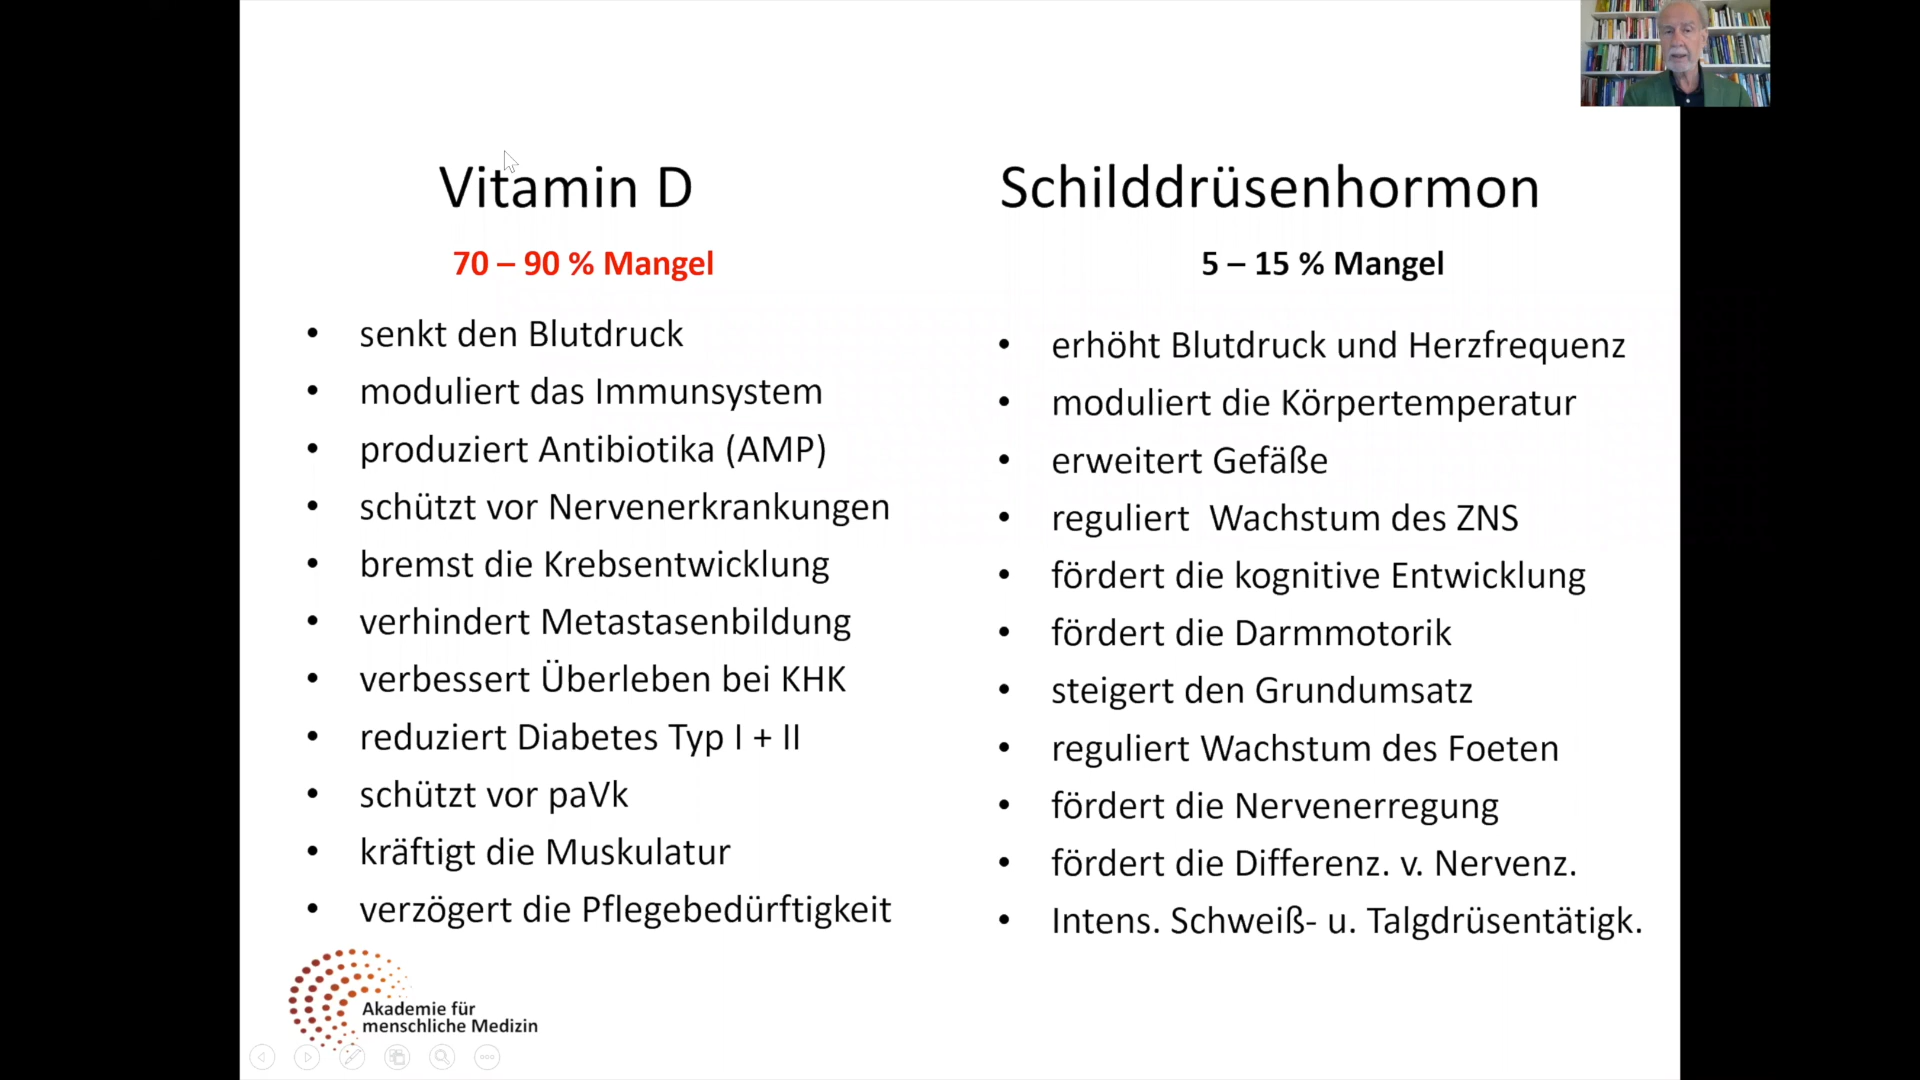 Vitamin D
70 – 90 % Mangel
• senkt den Blutdruck
• moduliert das Immunsystem
• produziert Antibiotika (AMP)
• schützt vor Nervenerkrankungen
• bremst die Krebsentwicklung
• verhindert Metastasenbildung
• verbessert Überleben bei KHK
• reduziert Diabetes Typ I + II
• schützt vor paVk
• kräftigt die Muskulatur
• verzögert die Pflegebedürftigkeit
Schilddrüsenhormon
5 – 15 % Mangel
• erhöht Blutdruck und Herzfrequenz
• moduliert die Körpertemperatur
• erweitert Gefäße
• reguliert  Wachstum des ZNS
• fördert die kognitive Entwicklung
• fördert die Darmmotorik
• steigert den Grundumsatz
• reguliert Wachstum des Foeten
• fördert die Nervenerregung
• fördert die Differenz. v. Nervenz.
• Intens. Schweiß- u. Talgdrüsentätigk.
Akademie für
menschliche Medizin